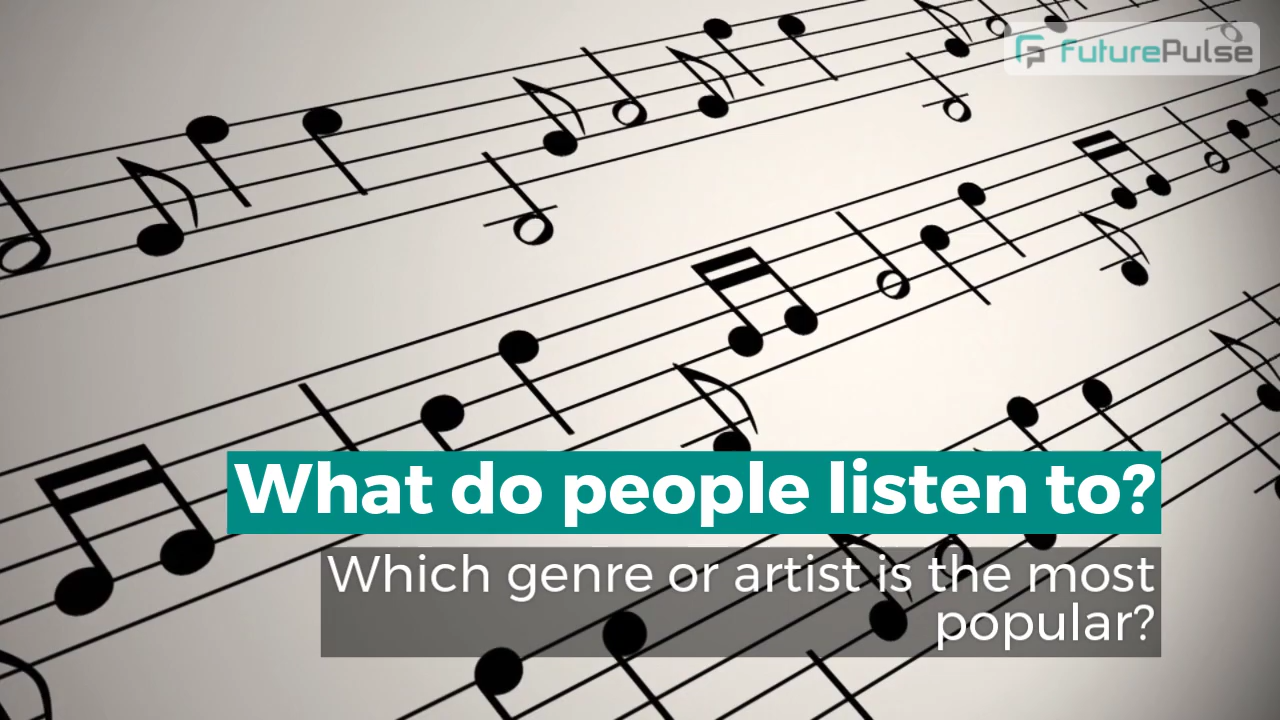 FuturePulse
What do people listen to?
Which genre or artist is the most
popular?